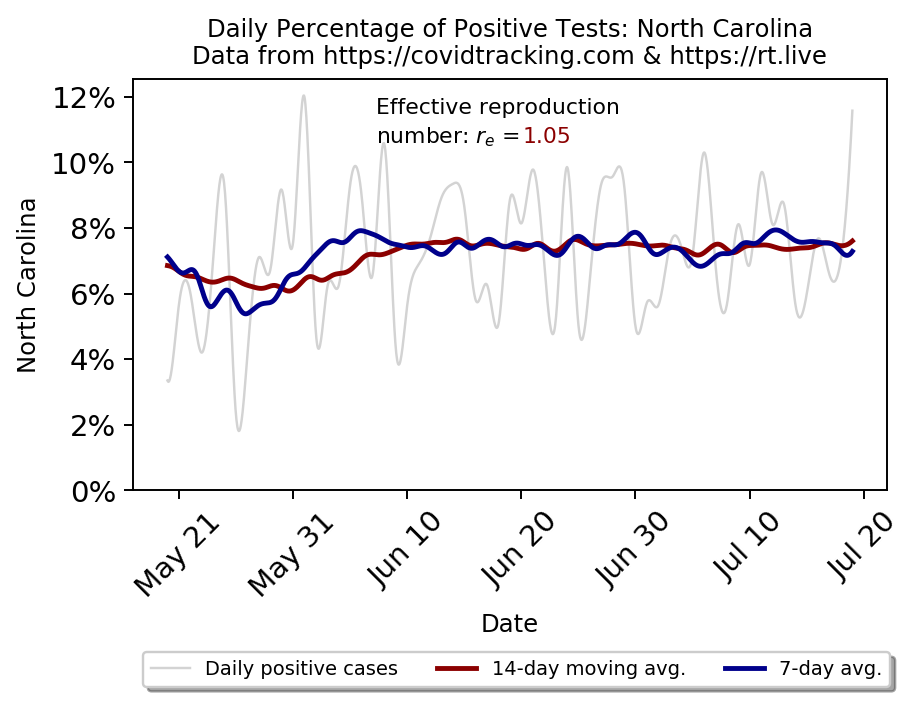 Daily Percentage of Positive Tests: North Carolina
Data from https://covidtracking.com & https://rt.live
Effective reproduction
number: rₑ =1.05
North Carolina
12%
10%
8%
6%
4%
2%
0%
May 21
May 31
Jun 10
Jun 20
Jun 30
Jul 10
Jul 20
Date
Daily positive cases
14-day moving avg.
7-day avg.